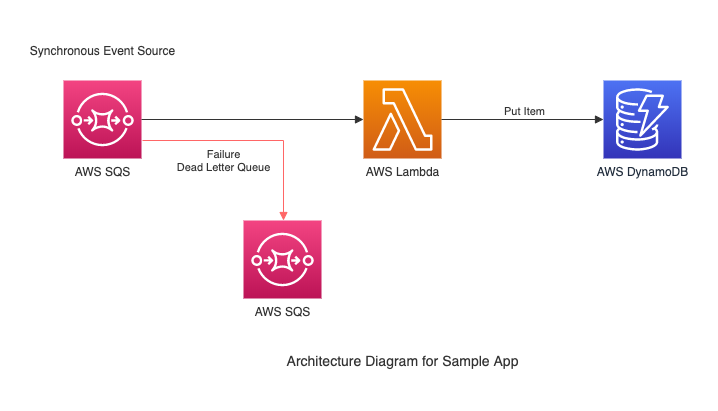 Synchronous Event Source
Put Item
Failure
Dead Letter Queue
AWS SQS
AWS Lambda
AWS DynamoDB
AWS SQS
Architecture Diagram for Sample App